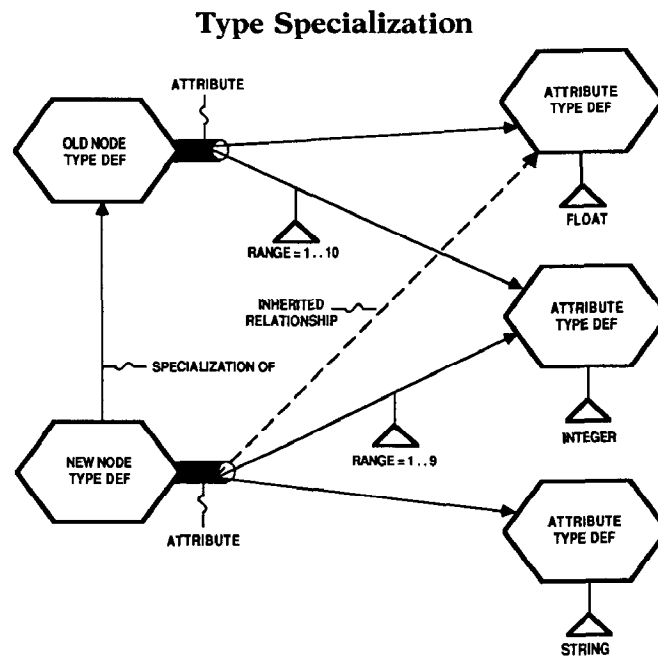 Type Specialization
ATTRIBUTE
ATTRIBUTE
TYPE DEF
OLD NODE
TYPE DEF
FLOAT
RANGE = 1 . . 10
INHERITED
RELATIONSHIP
ATTRIBUTE
TYPE DEF
SPECIALIZATION OF
INTEGER
RANGE = 1 . . 9
NEW NODE
TYPE DEF
ATTRIBUTE
ATTRIBUTE
TYPE DEF
STRING